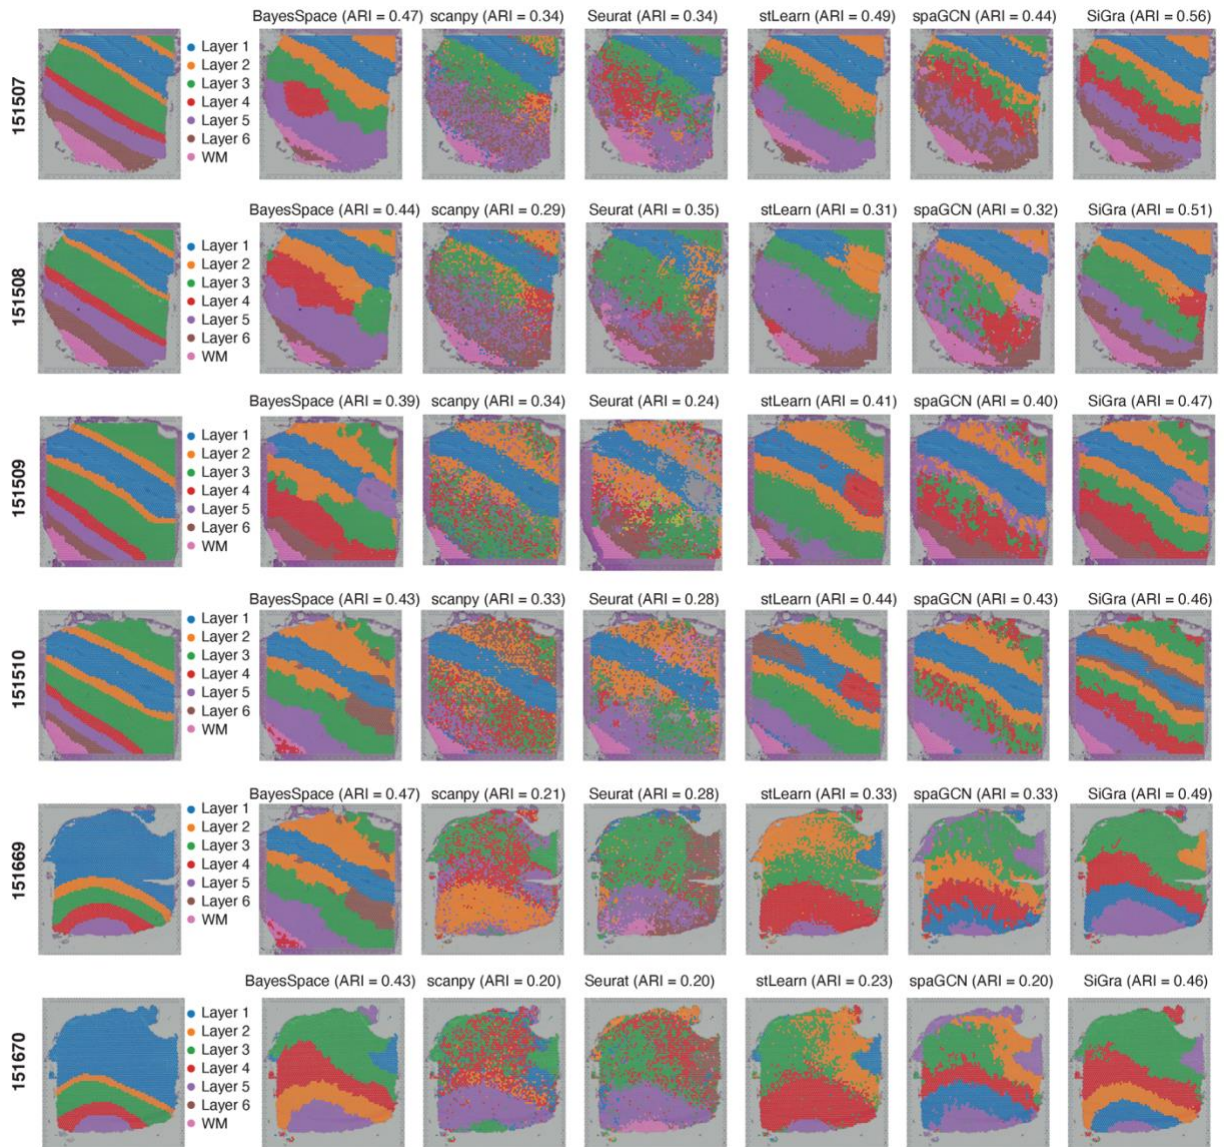 BayesSpace (ARI = 0.47) scanpy (ARI = 0.34) Seurat (ARI = 0.34) stLearn (ARI = 0.49) spaGCN (ARI = 0.44) SiGra (ARI = 0.56)
151507
Layer 1
Layer 2
Layer 3
Layer 4
Layer 5
Layer 6
WM
BayesSpace (ARI = 0.44) scanpy (ARI = 0.29) Seurat (ARI = 0.35) stLearn (ARI = 0.31) spaGCN (ARI = 0.32) SiGra (ARI = 0.51)
151508
Layer 1
Layer 2
Layer 3
Layer 4
Layer 5
Layer 6
WM
BayesSpace (ARI = 0.39) scanpy (ARI = 0.34) Seurat (ARI = 0.24) stLearn (ARI = 0.41) spaGCN (ARI = 0.40) SiGra (ARI = 0.47)
151509
Layer 1
Layer 2
Layer 3
Layer 4
Layer 5
Layer 6
WM
BayesSpace (ARI = 0.43) scanpy (ARI = 0.33) Seurat (ARI = 0.28) stLearn (ARI = 0.44) spaGCN (ARI = 0.43) SiGra (ARI = 0.46)
151510
Layer 1
Layer 2
Layer 3
Layer 4
Layer 5
Layer 6
WM
BayesSpace (ARI = 0.47) scanpy (ARI = 0.21) Seurat (ARI = 0.28) stLearn (ARI = 0.33) spaGCN (ARI = 0.33) SiGra (ARI = 0.49)
151669
Layer 1
Layer 2
Layer 3
Layer 4
Layer 5
Layer 6
WM
BayesSpace (ARI = 0.43) scanpy (ARI = 0.20) Seurat (ARI = 0.20) stLearn (ARI = 0.23) spaGCN (ARI = 0.20) SiGra (ARI = 0.46)
151670
Layer 1
Layer 2
Layer 3
Layer 4
Layer 5
Layer 6
WM